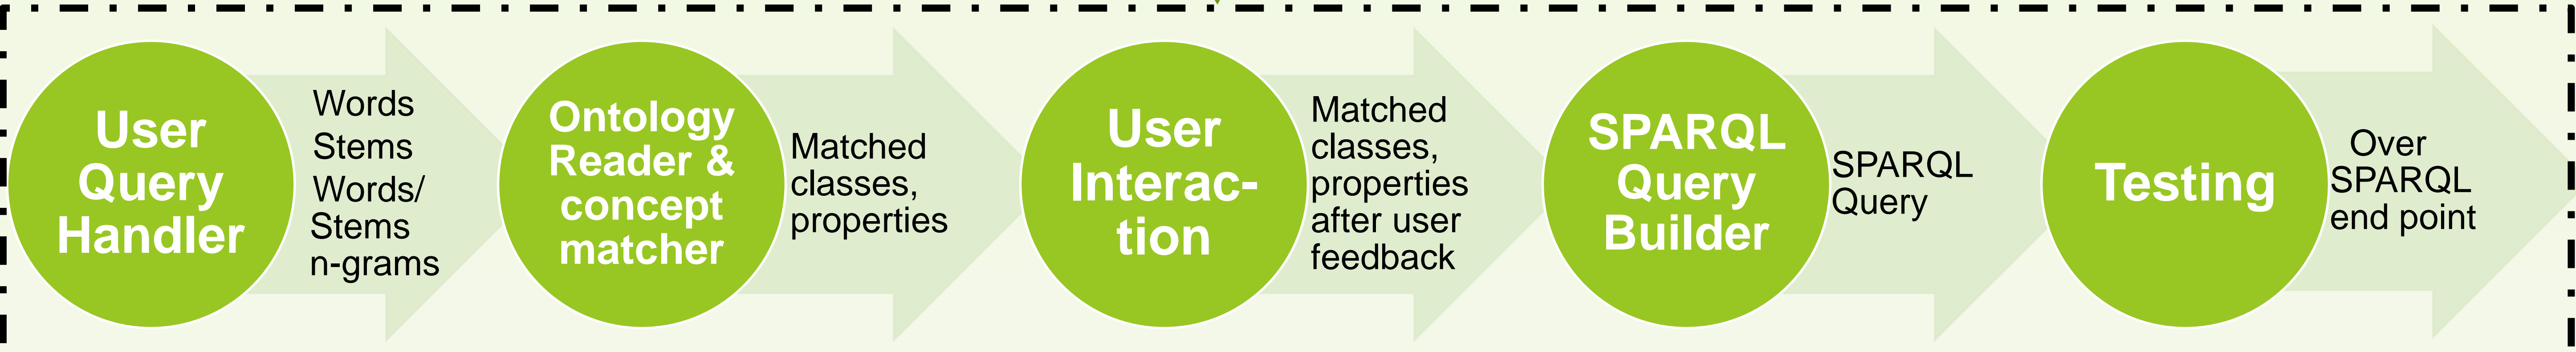 User
Query
Handler
Words
Stems
Words/
Stems
n-grams
Ontology
Reader &
concept
matcher
Matched
classes,
properties
User
Interac-
tion
Matched
classes,
properties
after user
feedback
SPARQL
Query
Builder
SPARQL
Query
Testing
Over
SPARQL
end point